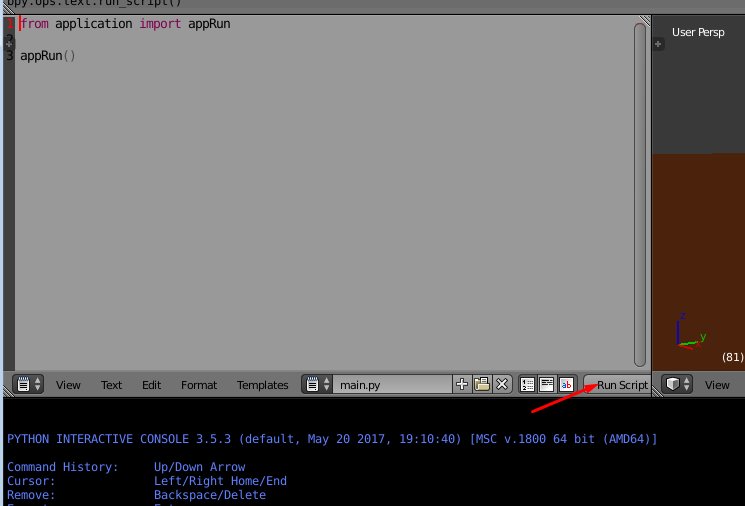 bpy.ops.text.run_script()
1 from application import appRun
2
3 appRun()
User Persp
z
y
(81)
View Text Edit Format Templates main.py Run Script View
PYTHON INTERACTIVE CONSOLE 3.5.3 (default, May 20 2017, 19:10:40) [MSC v.1800 64 bit (AMD64)]
Command History: Up/Down Arrow
Cursor: Left/Right Home/End
Remove: Backspace/Delete